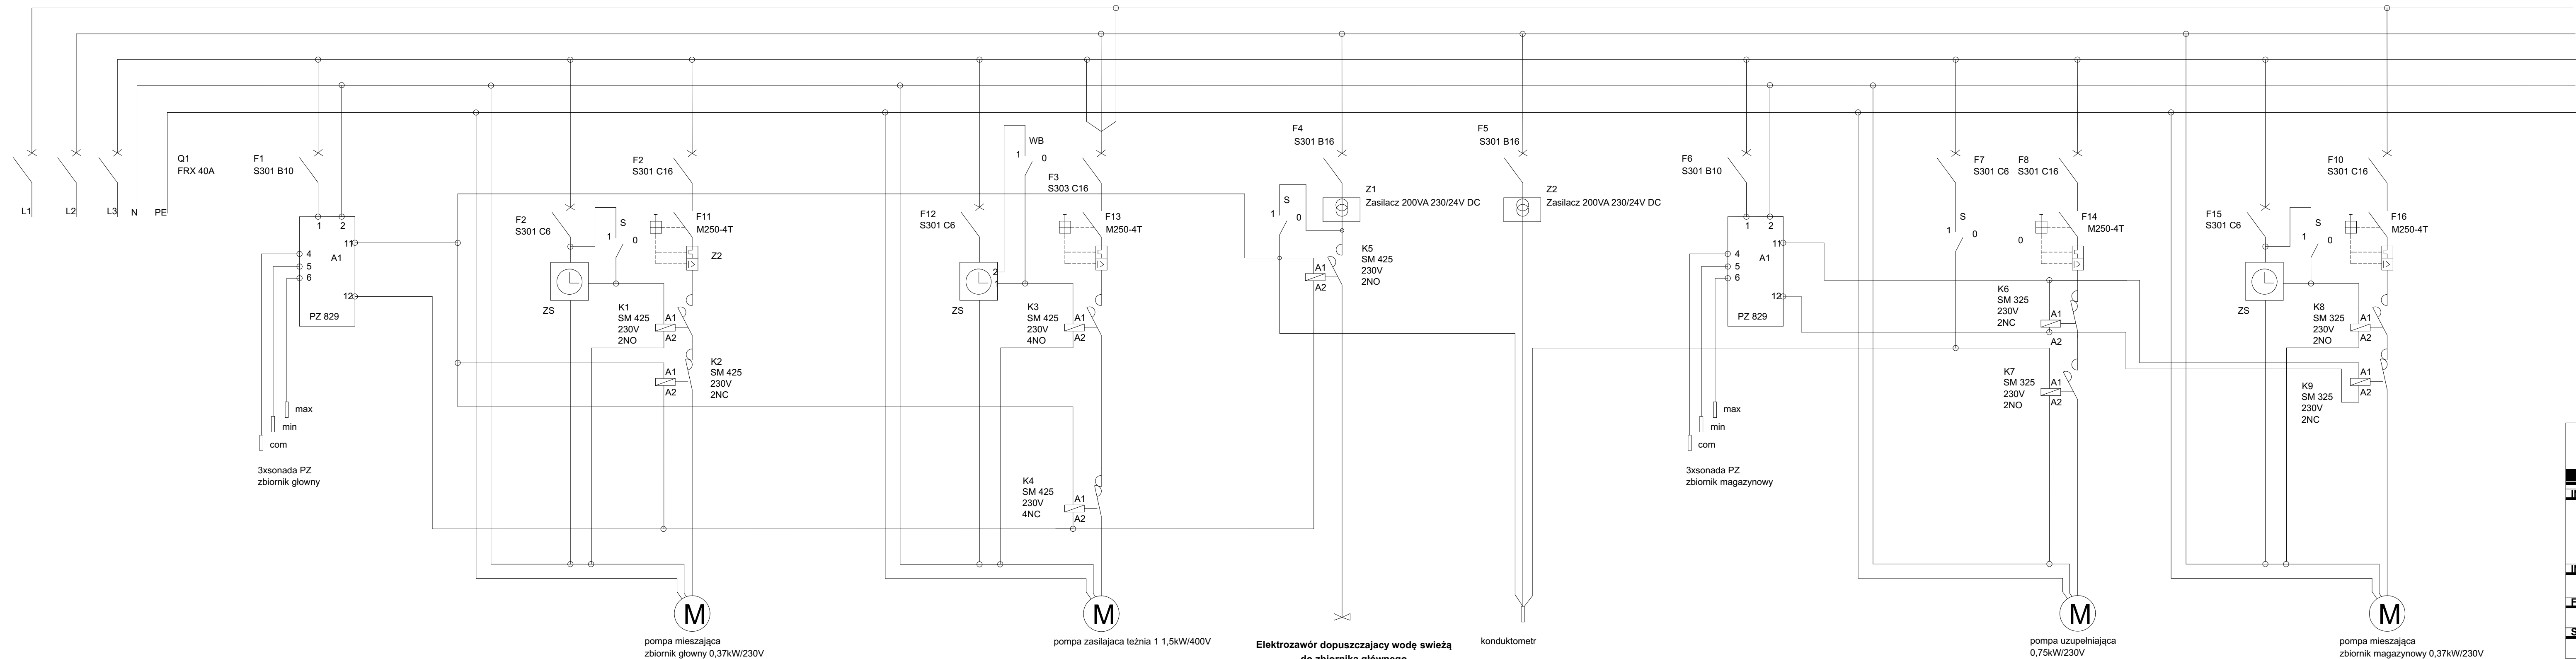 L1
L2
L3
N
PE
Q1
FRX 40A
F1
S301 B10
1
2
11
4
5
6
A1
12
PZ 829
max
min
com
3xsonada PZ
zbiornik głowny
F2
S301 C6
S
1
0
ZS
F2
S301 C16
F11
M250-4T
Z2
K1
SM 425
230V
2NO
A1
A2
K2
SM 425
230V
2NC
A1
A2
M
pompa mieszająca
zbiornik głowny 0,37kW/230V
F12
S301 C6
WB
1
0
2
1
ZS
F3
S303 C16
F13
M250-4T
K3
SM 425
230V
4NO
A1
A2
K4
SM 425
230V
4NC
A1
A2
M
pompa zasilajaca teżnia 1 1,5kW/400V
F4
S301 B16
S
1
0
Z1
Zasilacz 200VA 230/24V DC
K5
SM 425
230V
2NO
A1
A2
Elektrozawór dopuszczajacy wodę swieżą
do zbiornika głównego
F5
S301 B16
Z2
Zasilacz 200VA 230/24V DC
konduktometr
F6
S301 B10
1
2
11
4
5
6
A1
12
PZ 829
max
min
com
3xsonada PZ
zbiornik magazynowy
F7
S301 C6
S
1
0
F8
S301 C16
F14
M250-4T
0
K6
SM 325
230V
2NC
A1
A2
K7
SM 325
230V
2NO
A1
A2
M
pompa uzupełniająca
0,75kW/230V
F15
S301 C6
S
1
0
ZS
F10
S301 C16
F16
M250-4T
K8
SM 325
230V
2NO
A1
A2
K9
SM 325
230V
2NC
A1
A2
M
pompa mieszająca
zbiornik magazynowy 0,37kW/230V